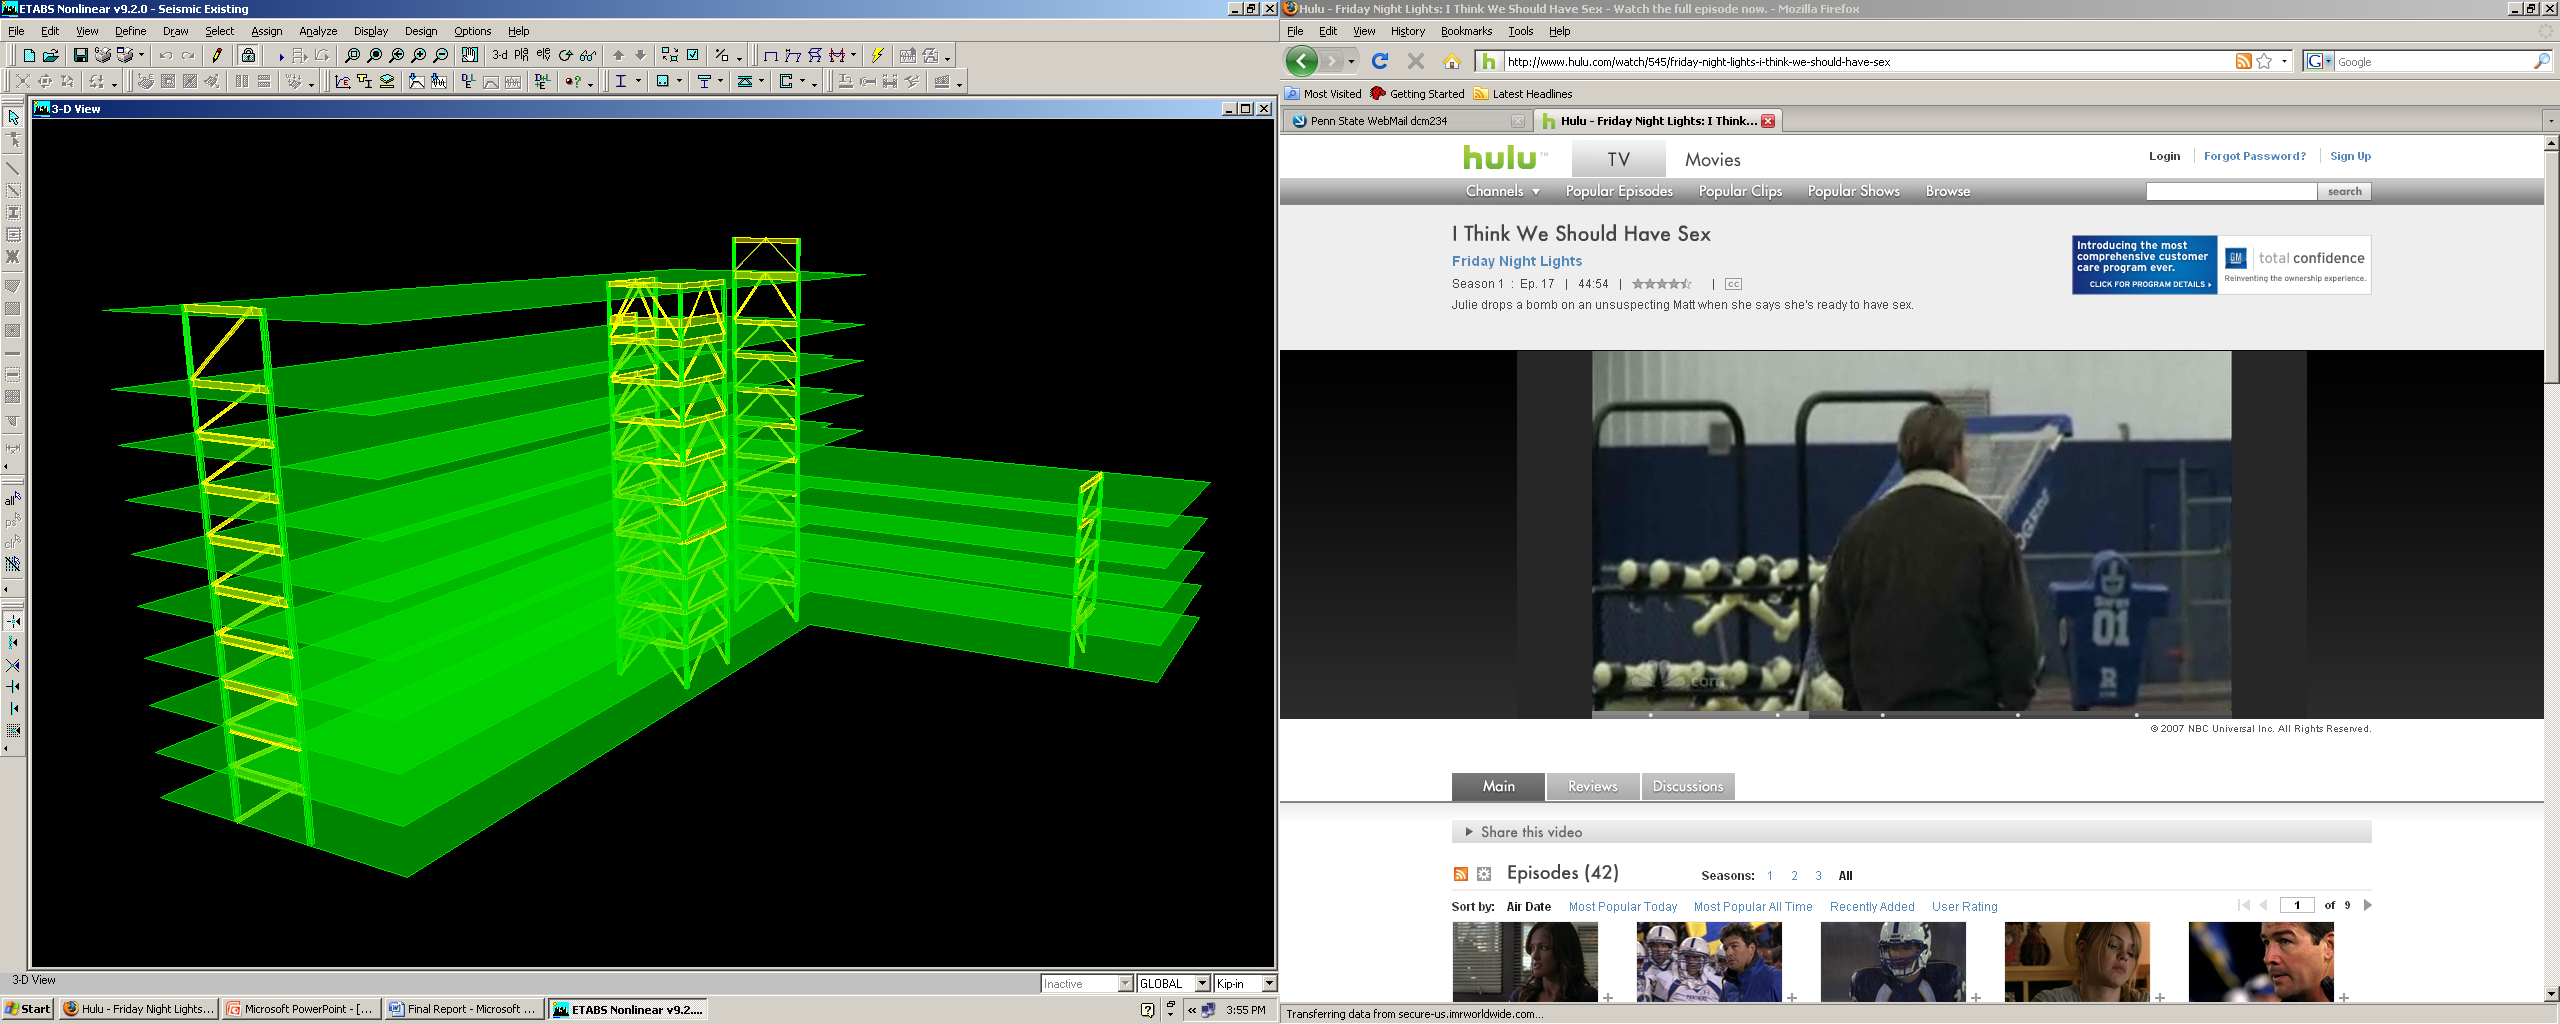 ETABS Nonlinear v9.2.0 - Seismic Existing
File Edit View Define Draw Select Assign Analyze Display Design Options Help
3-d
all
ps
clr
3-D View
3-D View
Inactive GLOBAL Kip-in
Start Hulu - Friday Night Lights... Microsoft PowerPoint - [... Final Report - Microsoft ... ETABS Nonlinear v9.2.... 3:55 PM
Hulu - Friday Night Lights: I Think We Should Have Sex - Watch the full episode now. - Mozilla Firefox
File Edit View History Bookmarks Tools Help
http://www.hulu.com/watch/545/friday-night-lights-i-think-we-should-have-sex
Google
Most Visited Getting Started Latest Headlines
Penn State WebMail dcm234
Hulu - Friday Night Lights: I Think...
hulu™ TV Movies
Login Forgot Password? Sign Up
Channels Popular Episodes Popular Clips Popular Shows Browse
search
I Think We Should Have Sex
Friday Night Lights
Season 1 : Ep. 17 | 44:54 | | cc
Julie drops a bomb on an unsuspecting Matt when she says she's ready to have sex.
Introducing the most
comprehensive customer
care program ever.
CLICK FOR PROGRAM DETAILS
GM total confidence
Reinventing the ownership experience.
01
R
.com
© 2007 NBC Universal Inc. All Rights Reserved.
Main Reviews Discussions
Share this video
Episodes (42) Seasons: 1 2 3 All
Sort by: Air Date Most Popular Today Most Popular All Time Recently Added User Rating
1 of 9
Transferring data from secure-us.imrworldwide.com...